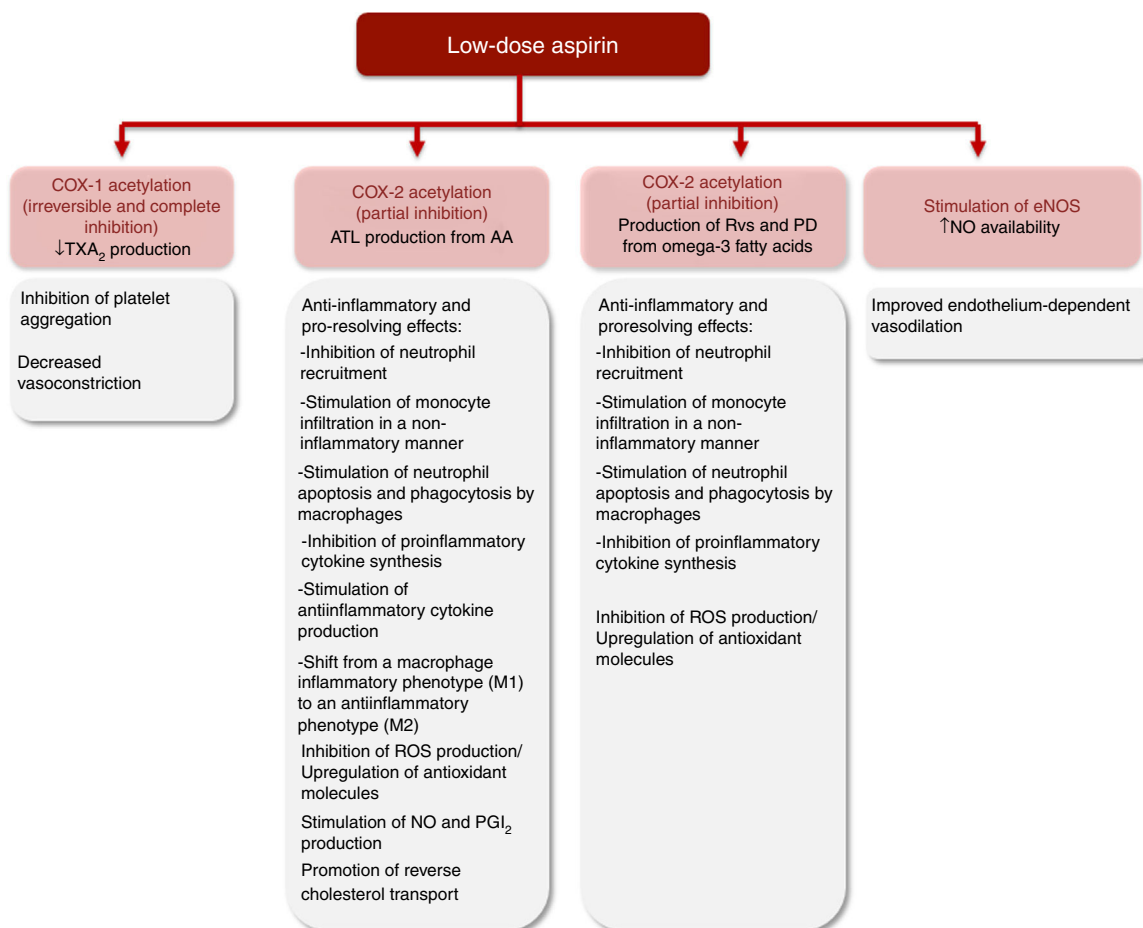 Low-dose aspirin
COX-1 acetylation
(irreversible and complete
inhibition)
↓TXA₂ production
Inhibition of platelet
aggregation
Decreased
vasoconstriction
COX-2 acetylation
(partial inhibition)
ATL production from AA
Anti-inflammatory and
pro-resolving effects:
-Inhibition of neutrophil
recruitment
-Stimulation of monocyte
infiltration in a non-
inflammatory manner
-Stimulation of neutrophil
apoptosis and phagocytosis by
macrophages
-Inhibition of proinflammatory
cytokine synthesis
-Stimulation of
antiinflammatory cytokine
production
-Shift from a macrophage
inflammatory phenotype (M1)
to an antiinflammatory
phenotype (M2)
Inhibition of ROS production/
Upregulation of antioxidant
molecules
Stimulation of NO and PGI₂
production
Promotion of reverse
cholesterol transport
COX-2 acetylation
(partial inhibition)
Production of Rvs and PD
from omega-3 fatty acids
Anti-inflammatory and
proresolving effects:
-Inhibition of neutrophil
recruitment
-Stimulation of monocyte
infiltration in a non-
inflammatory manner
-Stimulation of neutrophil
apoptosis and phagocytosis by
macrophages
-Inhibition of proinflammatory
cytokine synthesis
Inhibition of ROS production/
Upregulation of antioxidant
molecules
Stimulation of eNOS
↑NO availability
Improved endothelium-dependent
vasodilation